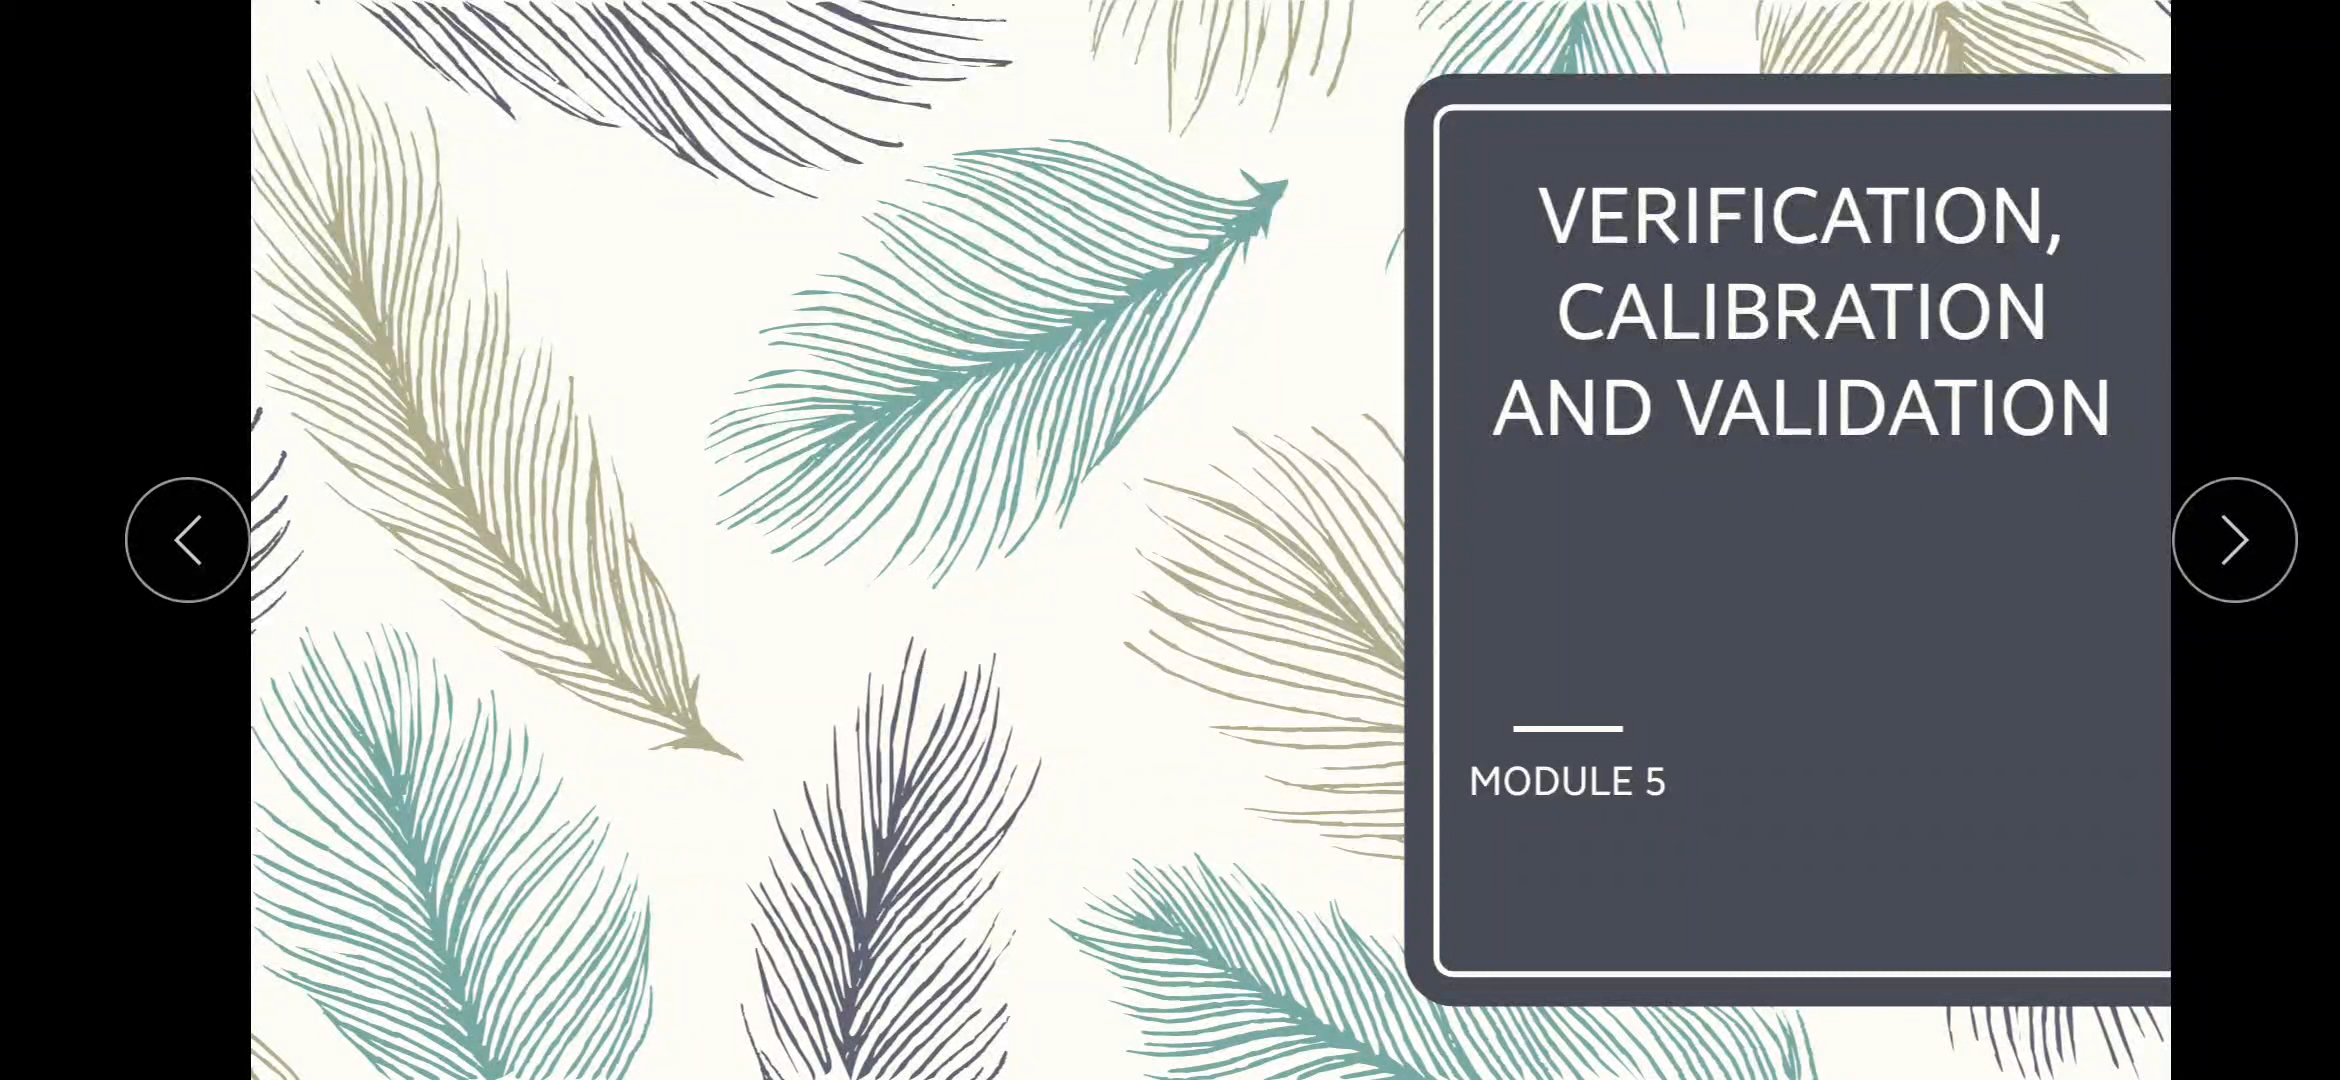 VERIFICATION,
CALIBRATION
AND VALIDATION
MODULE 5